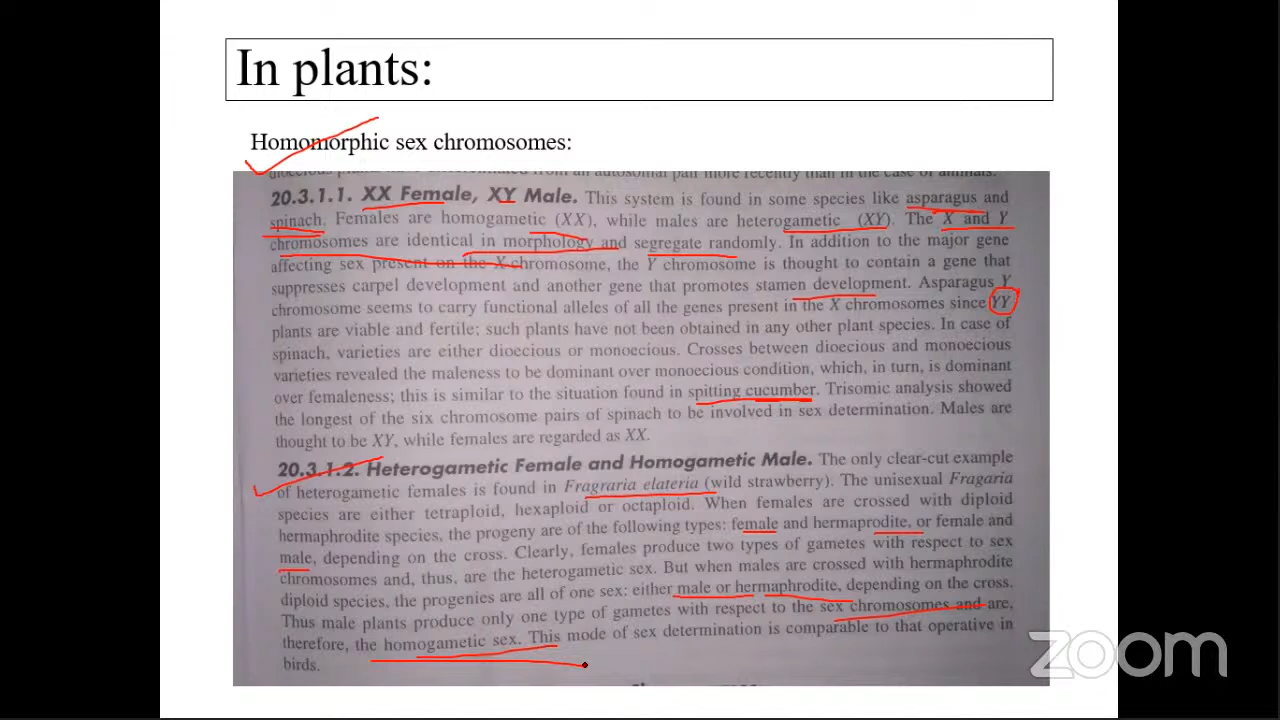 In plants:
Homomorphic sex chromosomes:
from an autosomal pair more recently than in the case of animals.
20.3.1.1. XX Female, XY Male. This system is found in some species like asparagus and
spinach. Females are homogametic (XX), while males are heterogametic (XY). The X and Y
chromosomes are identical in morphology and segregate randomly. In addition to the major gene
affecting sex present on the X chromosome, the Y chromosome is thought to contain a gene that
suppresses carpel development and another gene that promotes stamen development. Asparagus Y
chromosome seems to carry functional alleles of all the genes present in the X chromosomes since YY
plants are viable and fertile; such plants have not been obtained in any other plant species. In case of
spinach, varieties are either dioecious or monoecious. Crosses between dioecious and monoecious
varieties revealed the maleness to be dominant over monoecious condition, which, in turn, is dominant
over femaleness; this is similar to the situation found in spitting cucumber. Trisomic analysis showed
the longest of the six chromosome pairs of spinach to be involved in sex determination. Males are
thought to be XY, while females are regarded as XX.
20.3.1.2. Heterogametic Female and Homogametic Male. The only clear-cut example
of heterogametic females is found in Fragraria elateria (wild strawberry). The unisexual Fragaria
species are either tetraploid, hexaploid or octaploid. When females are crossed with diploid
hermaphrodite species, the progeny are of the following types: female and hermaprodite, or female and
male, depending on the cross. Clearly, females produce two types of gametes with respect to sex
chromosomes and, thus, are the heterogametic sex. But when males are crossed with hermaphrodite
diploid species, the progenies are all of one sex: either male or hermaphrodite, depending on the cross.
Thus male plants produce only one type of gametes with respect to the sex chromosomes and are,
therefore, the homogametic sex. This mode of sex determination is comparable to that operative in
birds.
zoom